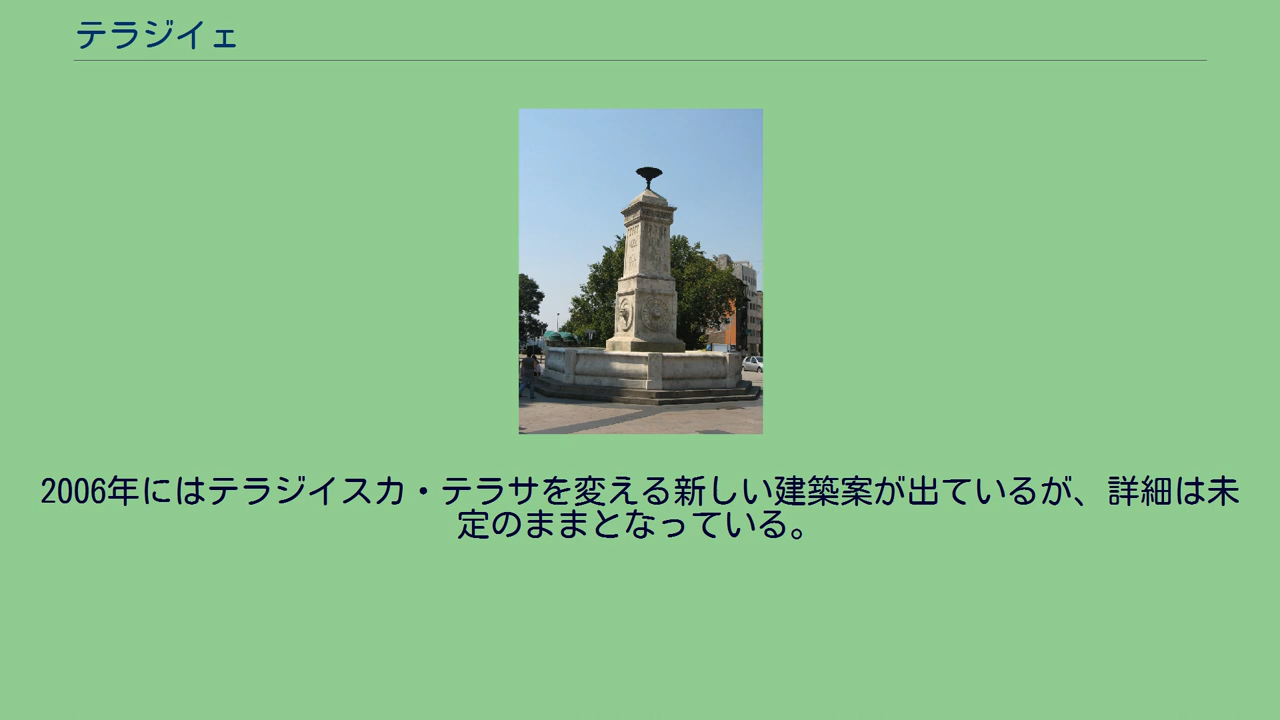 テラジイェ
2006年にはテラジイスカ・テラサを変える新しい建築案が出ているが、詳細は未
定のままとなっている。